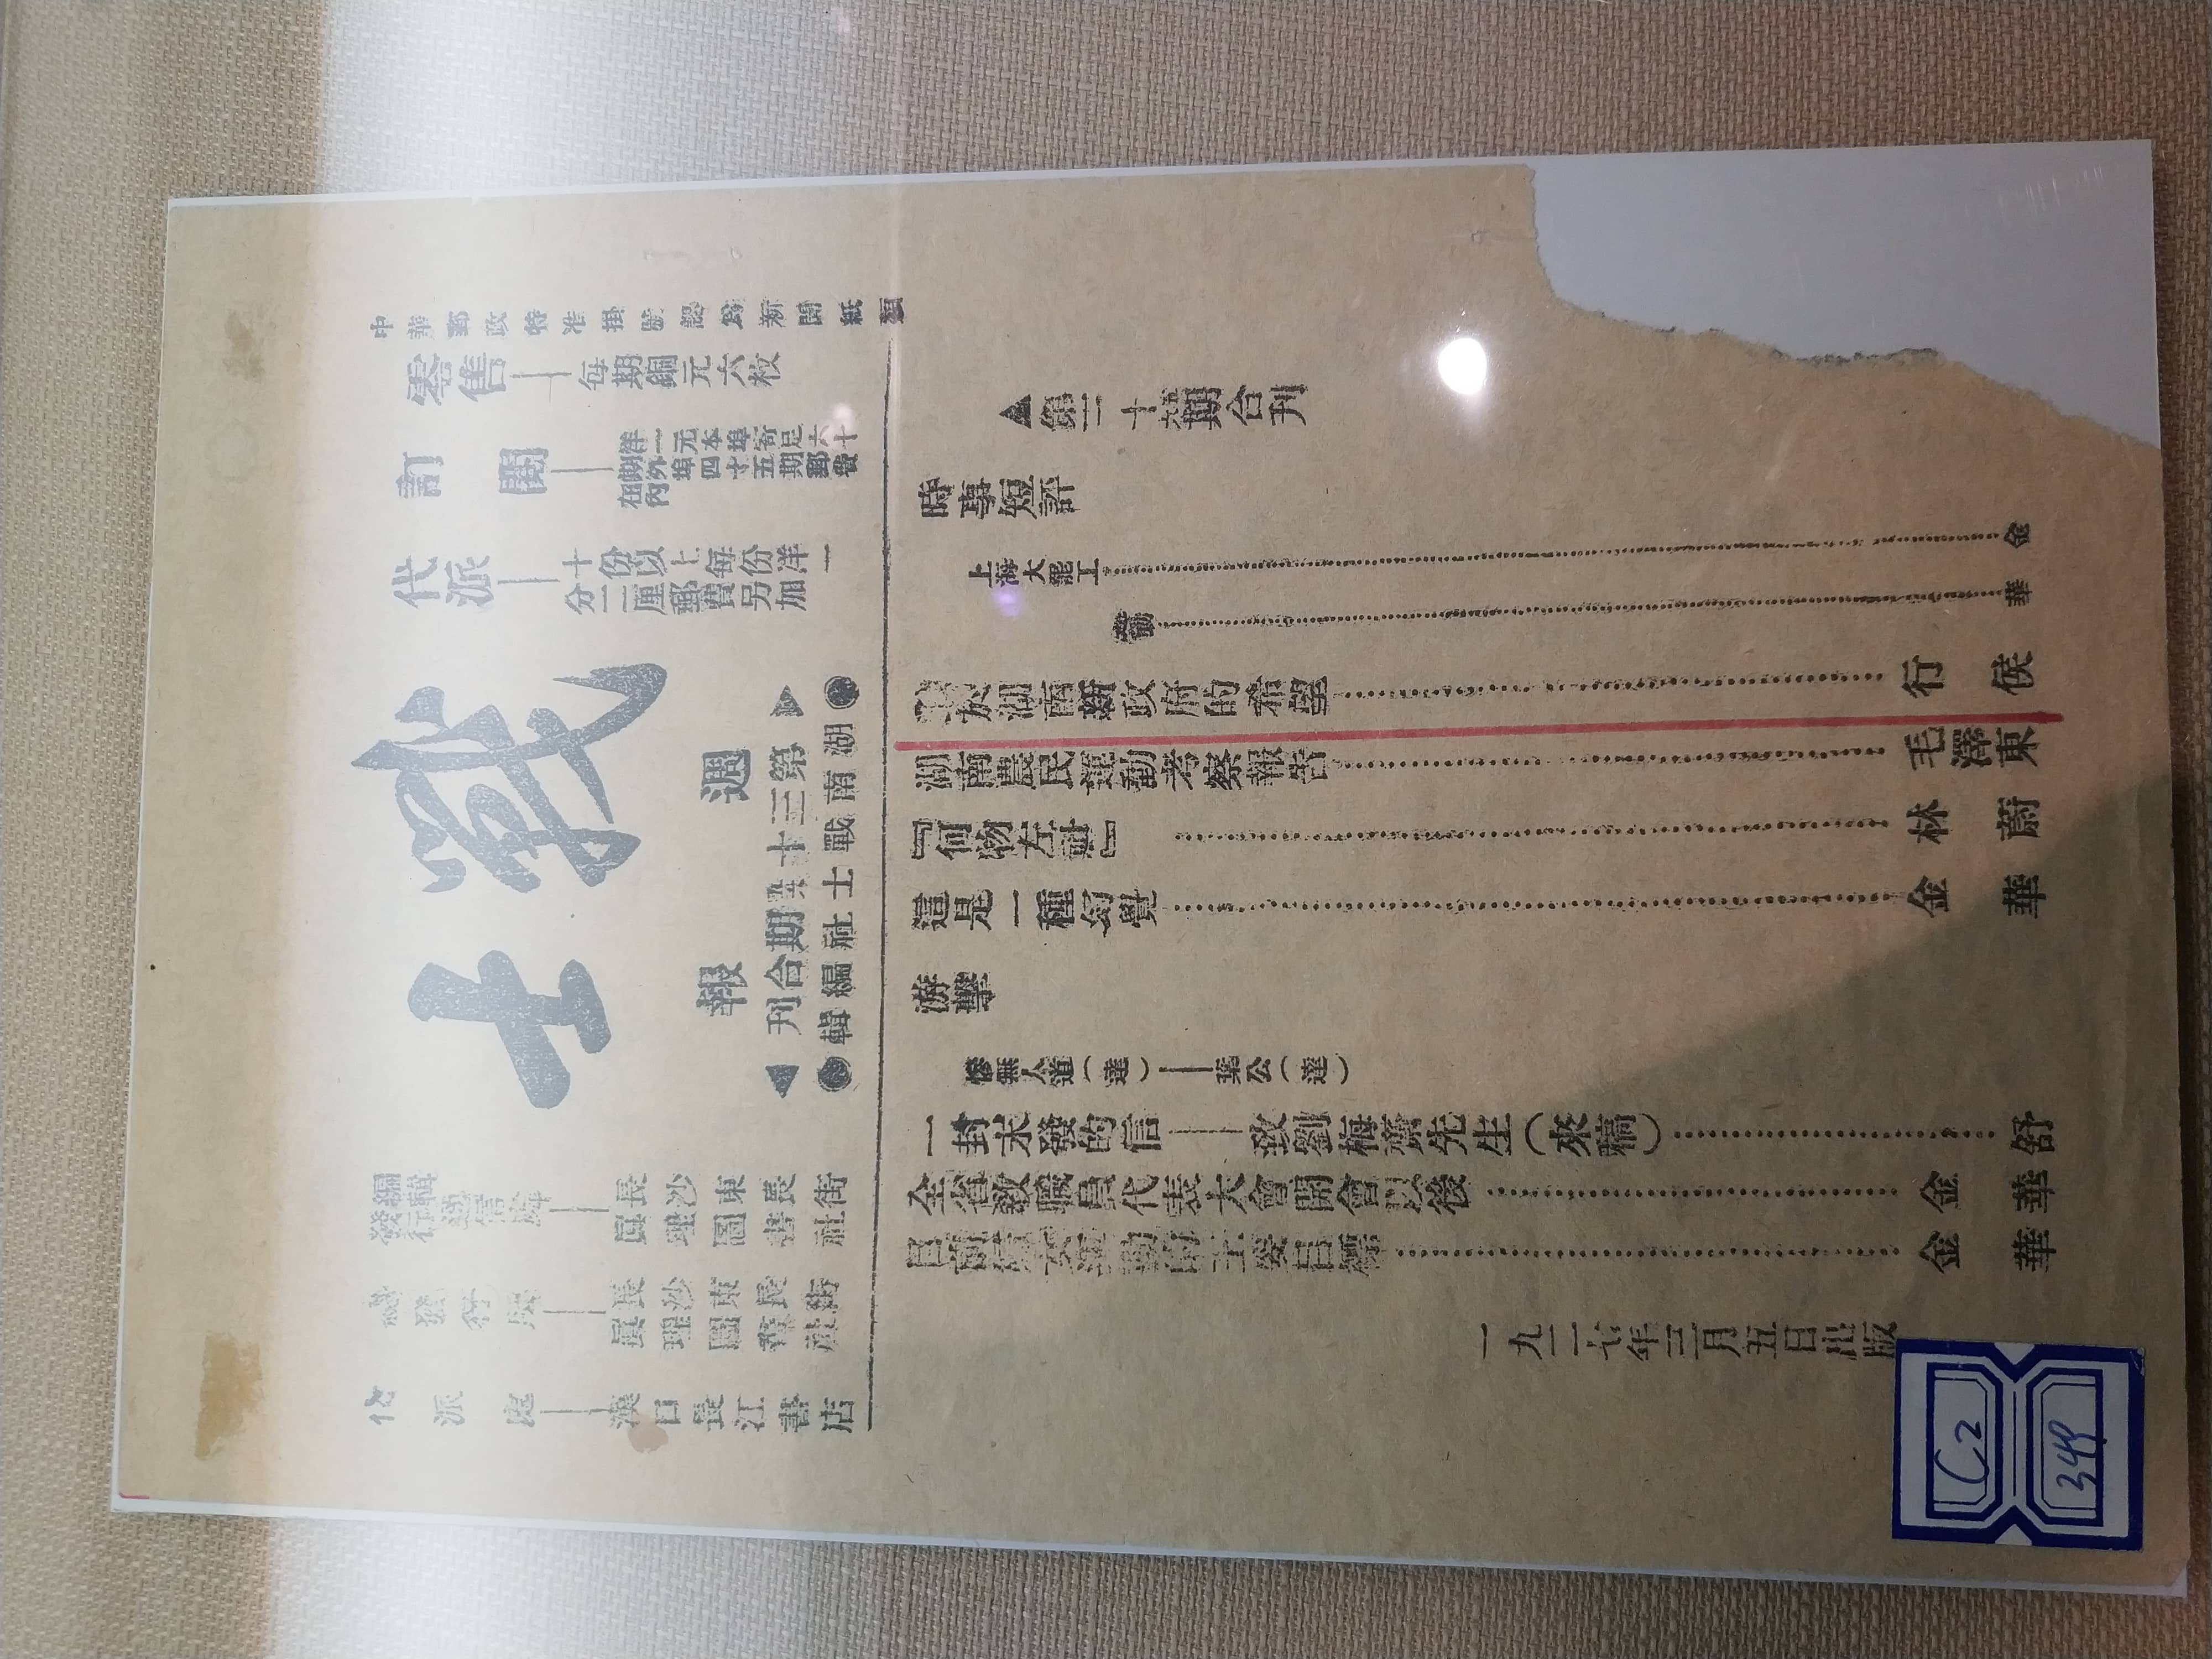 中華郵政特准掛號認為新聞紙類
零售——每期銅元六枚
訂閱——洋一元本埠寄足六十期外埠四十五期郵費在內
代派——十份以上每份洋一分二厘郵費另加
戰士
週報
第三十期合刊
湖南戰士社編輯
編輯發行通信處——長沙東長街真理圖書社
發行所——長沙東長街真理圖書社
代派處——漢口長江書店
▲第三十期合刊
時事短評
上海大罷工……金
……華
於湖南新政府的希望……行侯
湖南農民運動考察報告……毛澤東
『何物左社』……林蔚
這是一種幻覺……金華
游擊
慘無人道(達)——葉公(達)
一封未發的信——致劉梅齋先生(來稿)……舒
全省教職員代表大會開會以後……金華
目前婦女運動的主要目標……金華
一九二七年三月五日出版
C2
349